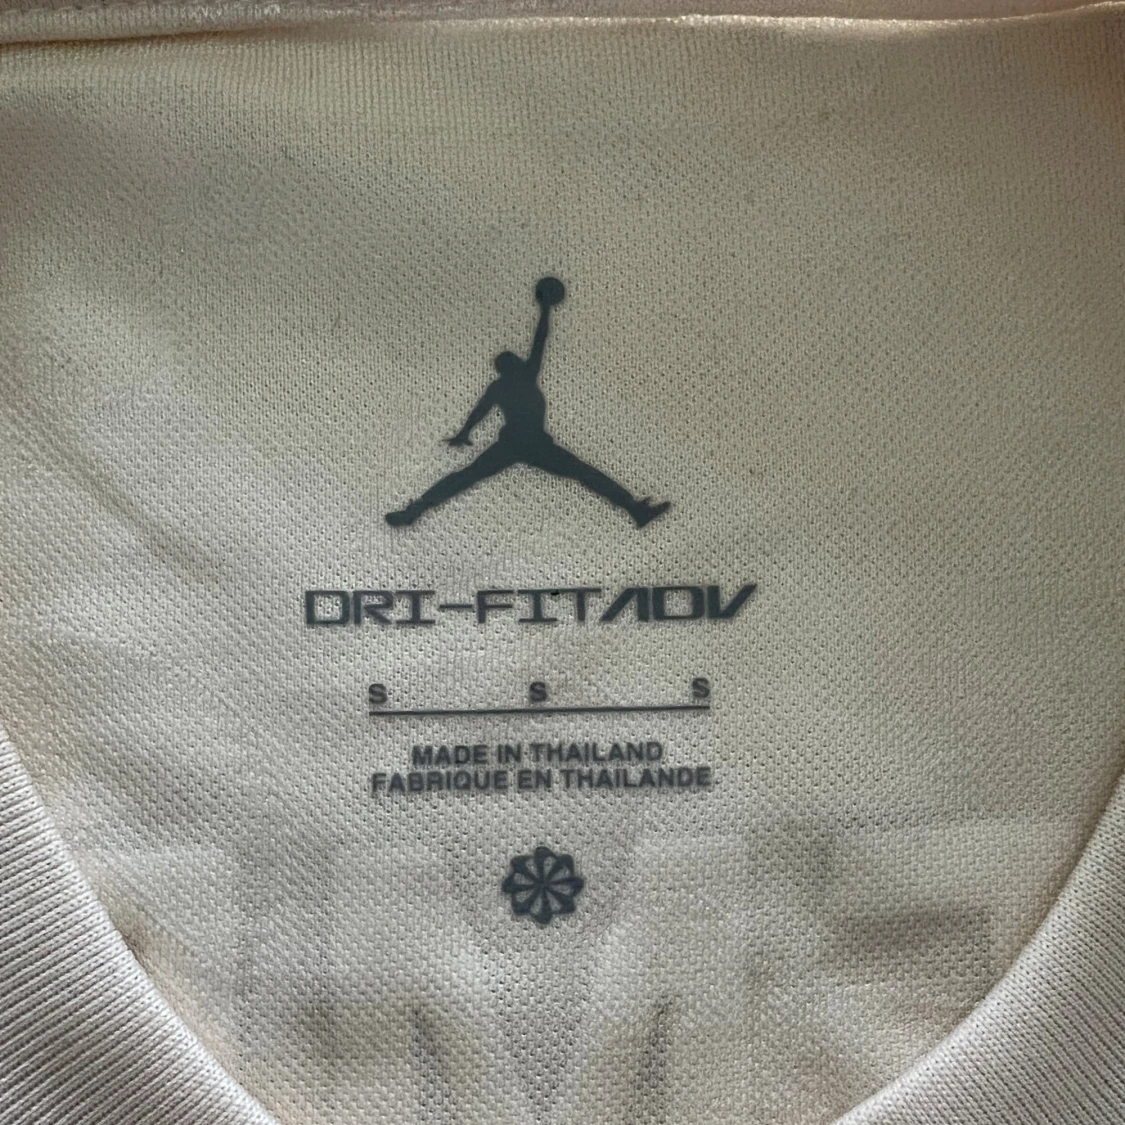 DRI-FIT ADV
S S S
MADE IN THAILAND
FABRIQUE EN THAILANDE